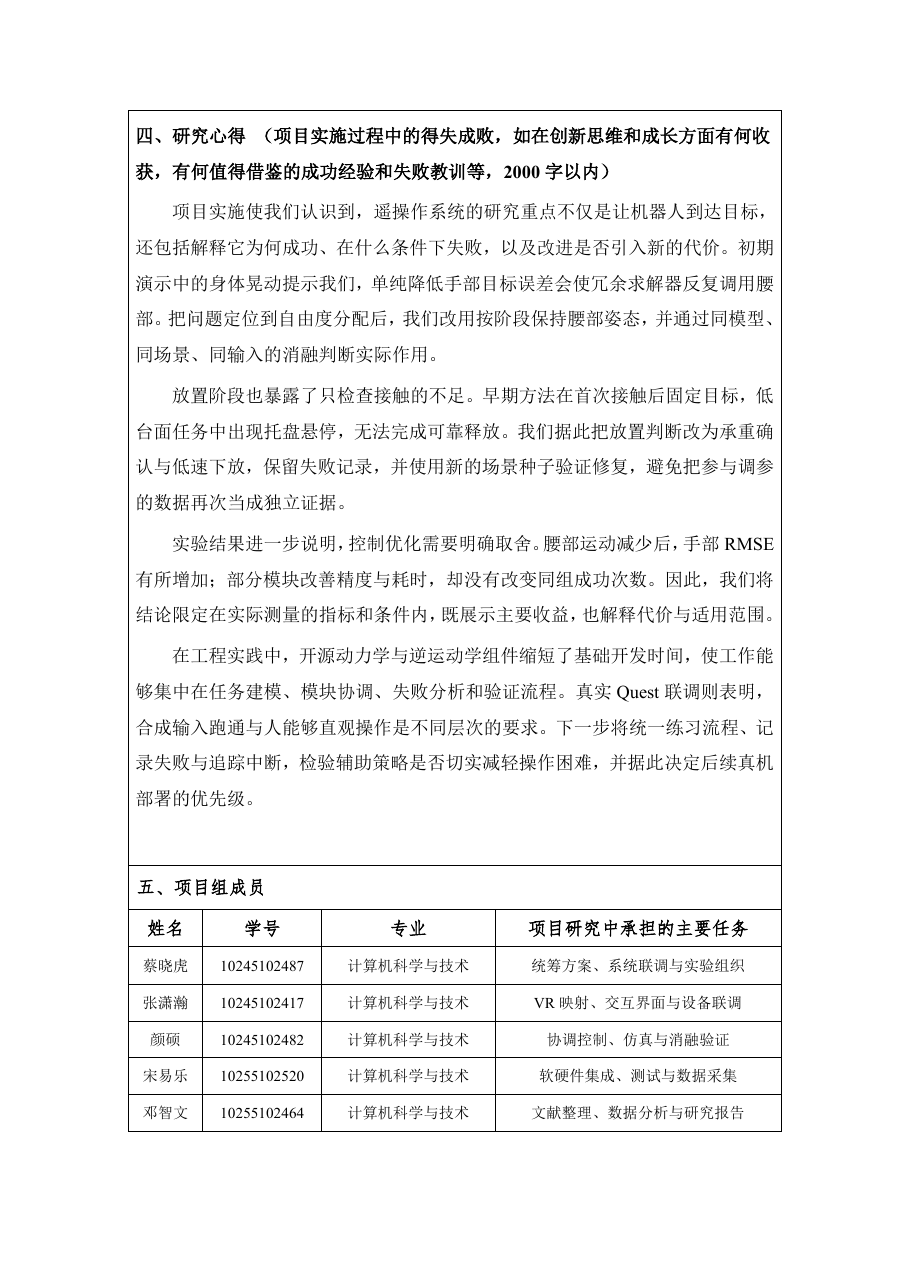 四、研究心得 （项目实施过程中的得失成败，如在创新思维和成长方面有何收
获，有何值得借鉴的成功经验和失败教训等，2000 字以内）
项目实施使我们认识到，遥操作系统的研究重点不仅是让机器人到达目标，
还包括解释它为何成功、在什么条件下失败，以及改进是否引入新的代价。初期
演示中的身体晃动提示我们，单纯降低手部目标误差会使冗余求解器反复调用腰
部。把问题定位到自由度分配后，我们改用按阶段保持腰部姿态，并通过同模型、
同场景、同输入的消融判断实际作用。
放置阶段也暴露了只检查接触的不足。早期方法在首次接触后固定目标，低
台面任务中出现托盘悬停，无法完成可靠释放。我们据此把放置判断改为承重确
认与低速下放，保留失败记录，并使用新的场景种子验证修复，避免把参与调参
的数据再次当成独立证据。
实验结果进一步说明，控制优化需要明确取舍。腰部运动减少后，手部 RMSE
有所增加；部分模块改善精度与耗时，却没有改变同组成功次数。因此，我们将
结论限定在实际测量的指标和条件内，既展示主要收益，也解释代价与适用范围。
在工程实践中，开源动力学与逆运动学组件缩短了基础开发时间，使工作能
够集中在任务建模、模块协调、失败分析和验证流程。真实 Quest 联调则表明，
合成输入跑通与人能够直观操作是不同层次的要求。下一步将统一练习流程、记
录失败与追踪中断，检验辅助策略是否切实减轻操作困难，并据此决定后续真机
部署的优先级。
五、项目组成员
姓名 学号 专业 项目研究中承担的主要任务
蔡晓虎 10245102487 计算机科学与技术 统筹方案、系统联调与实验组织
张潇瀚 10245102417 计算机科学与技术 VR 映射、交互界面与设备联调
颜硕 10245102482 计算机科学与技术 协调控制、仿真与消融验证
宋易乐 10255102520 计算机科学与技术 软硬件集成、测试与数据采集
邓智文 10255102464 计算机科学与技术 文献整理、数据分析与研究报告